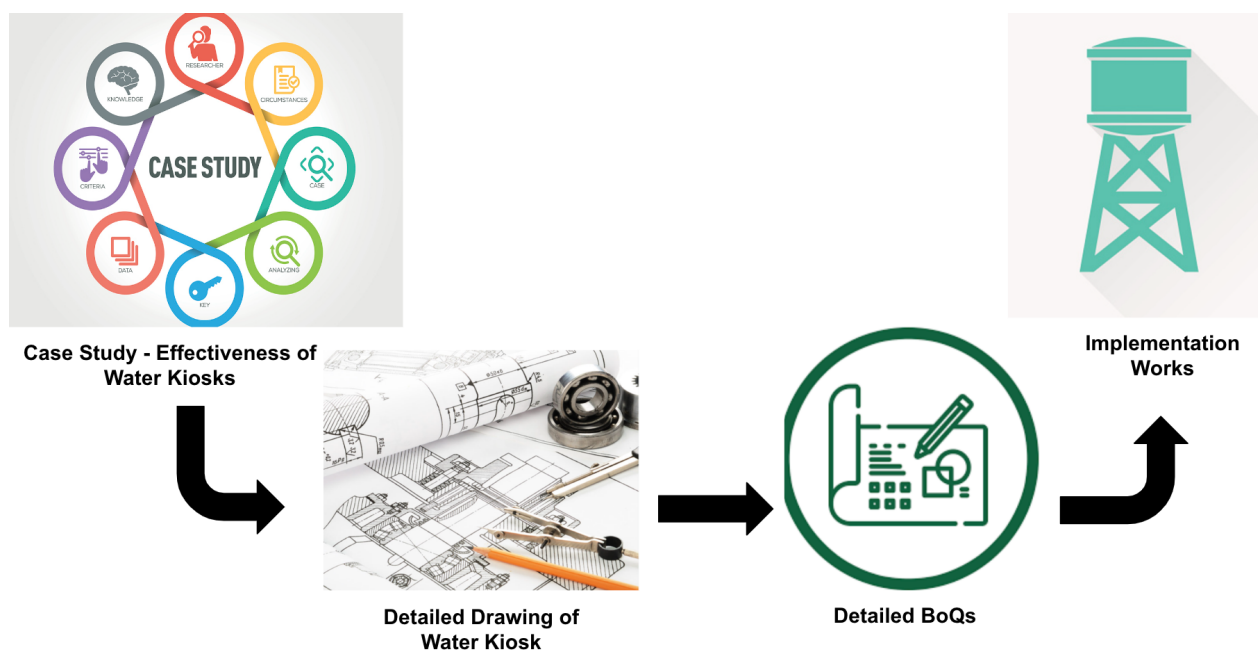 RESEARCHER
KNOWLEDGE
CIRCUMSTANCES
CASE STUDY
CRITERIA
CASE
DATA
ANALYZING
KEY
Case Study - Effectiveness of
Water Kiosks
Implementation
Works
Detailed Drawing of
Water Kiosk
Detailed BoQs